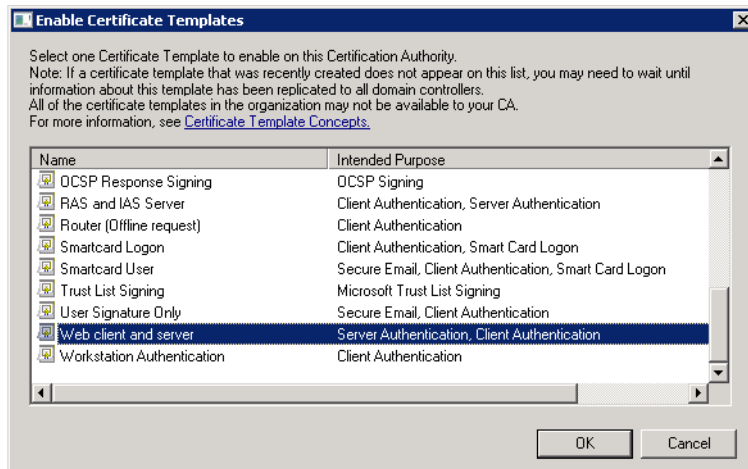 Enable Certificate Templates
Select one Certificate Template to enable on this Certification Authority.
Note: If a certificate template that was recently created does not appear on this list, you may need to wait until
information about this template has been replicated to all domain controllers.
All of the certificate templates in the organization may not be available to your CA.
For more information, see Certificate Template Concepts.
Name Intended Purpose
OCSP Response Signing OCSP Signing
RAS and IAS Server Client Authentication, Server Authentication
Router (Offline request) Client Authentication
Smartcard Logon Client Authentication, Smart Card Logon
Smartcard User Secure Email, Client Authentication, Smart Card Logon
Trust List Signing Microsoft Trust List Signing
User Signature Only Secure Email, Client Authentication
Web client and server Server Authentication, Client Authentication
Workstation Authentication Client Authentication
OK Cancel